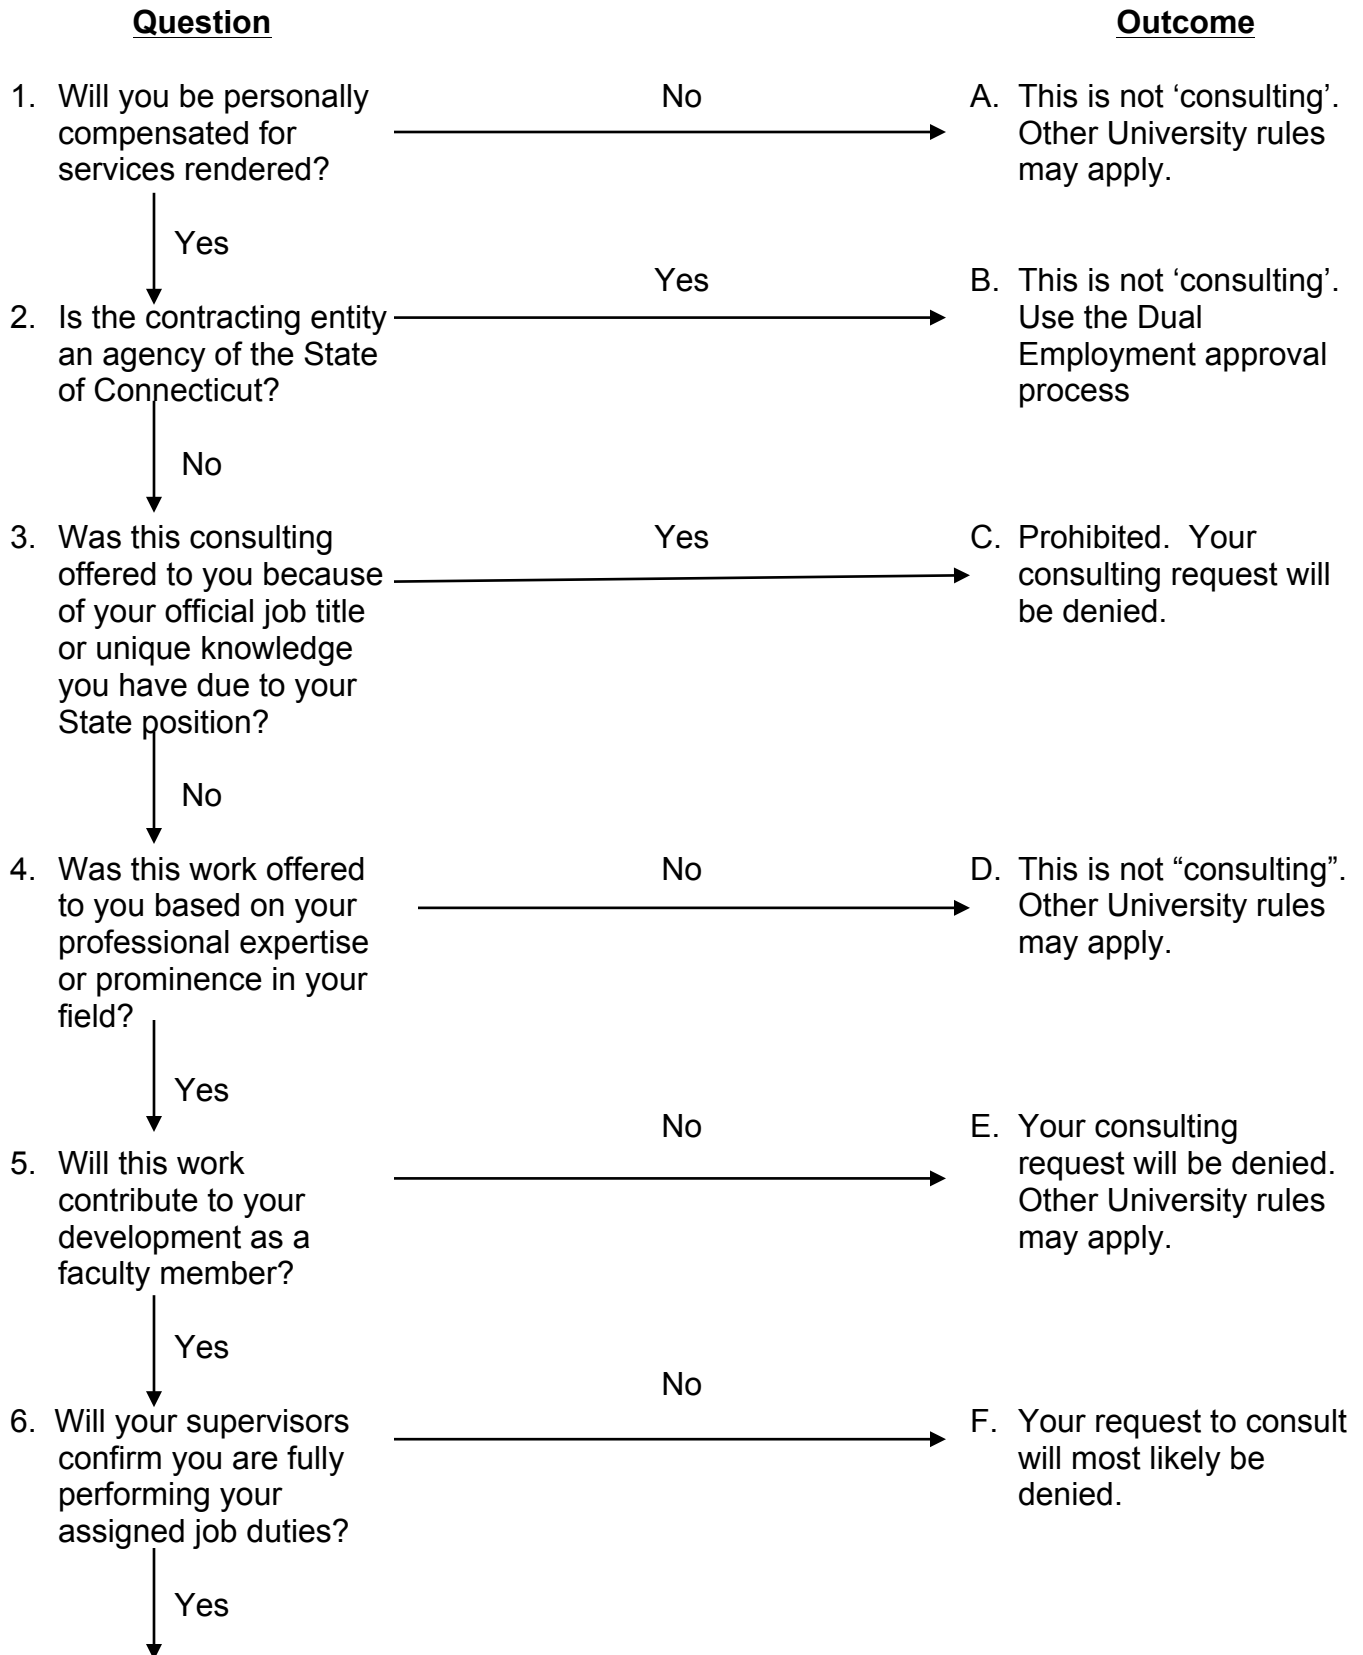 Question
Outcome
1. Will you be personally
compensated for
services rendered?
No
A. This is not ‘consulting’.
Other University rules
may apply.
Yes
2. Is the contracting entity
an agency of the State
of Connecticut?
Yes
B. This is not ‘consulting’.
Use the Dual
Employment approval
process
No
3. Was this consulting
offered to you because
of your official job title
or unique knowledge
you have due to your
State position?
Yes
C. Prohibited. Your
consulting request will
be denied.
No
4. Was this work offered
to you based on your
professional expertise
or prominence in your
field?
No
D. This is not “consulting”.
Other University rules
may apply.
Yes
5. Will this work
contribute to your
development as a
faculty member?
No
E. Your consulting
request will be denied.
Other University rules
may apply.
Yes
6. Will your supervisors
confirm you are fully
performing your
assigned job duties?
No
F. Your request to consult
will most likely be
denied.
Yes